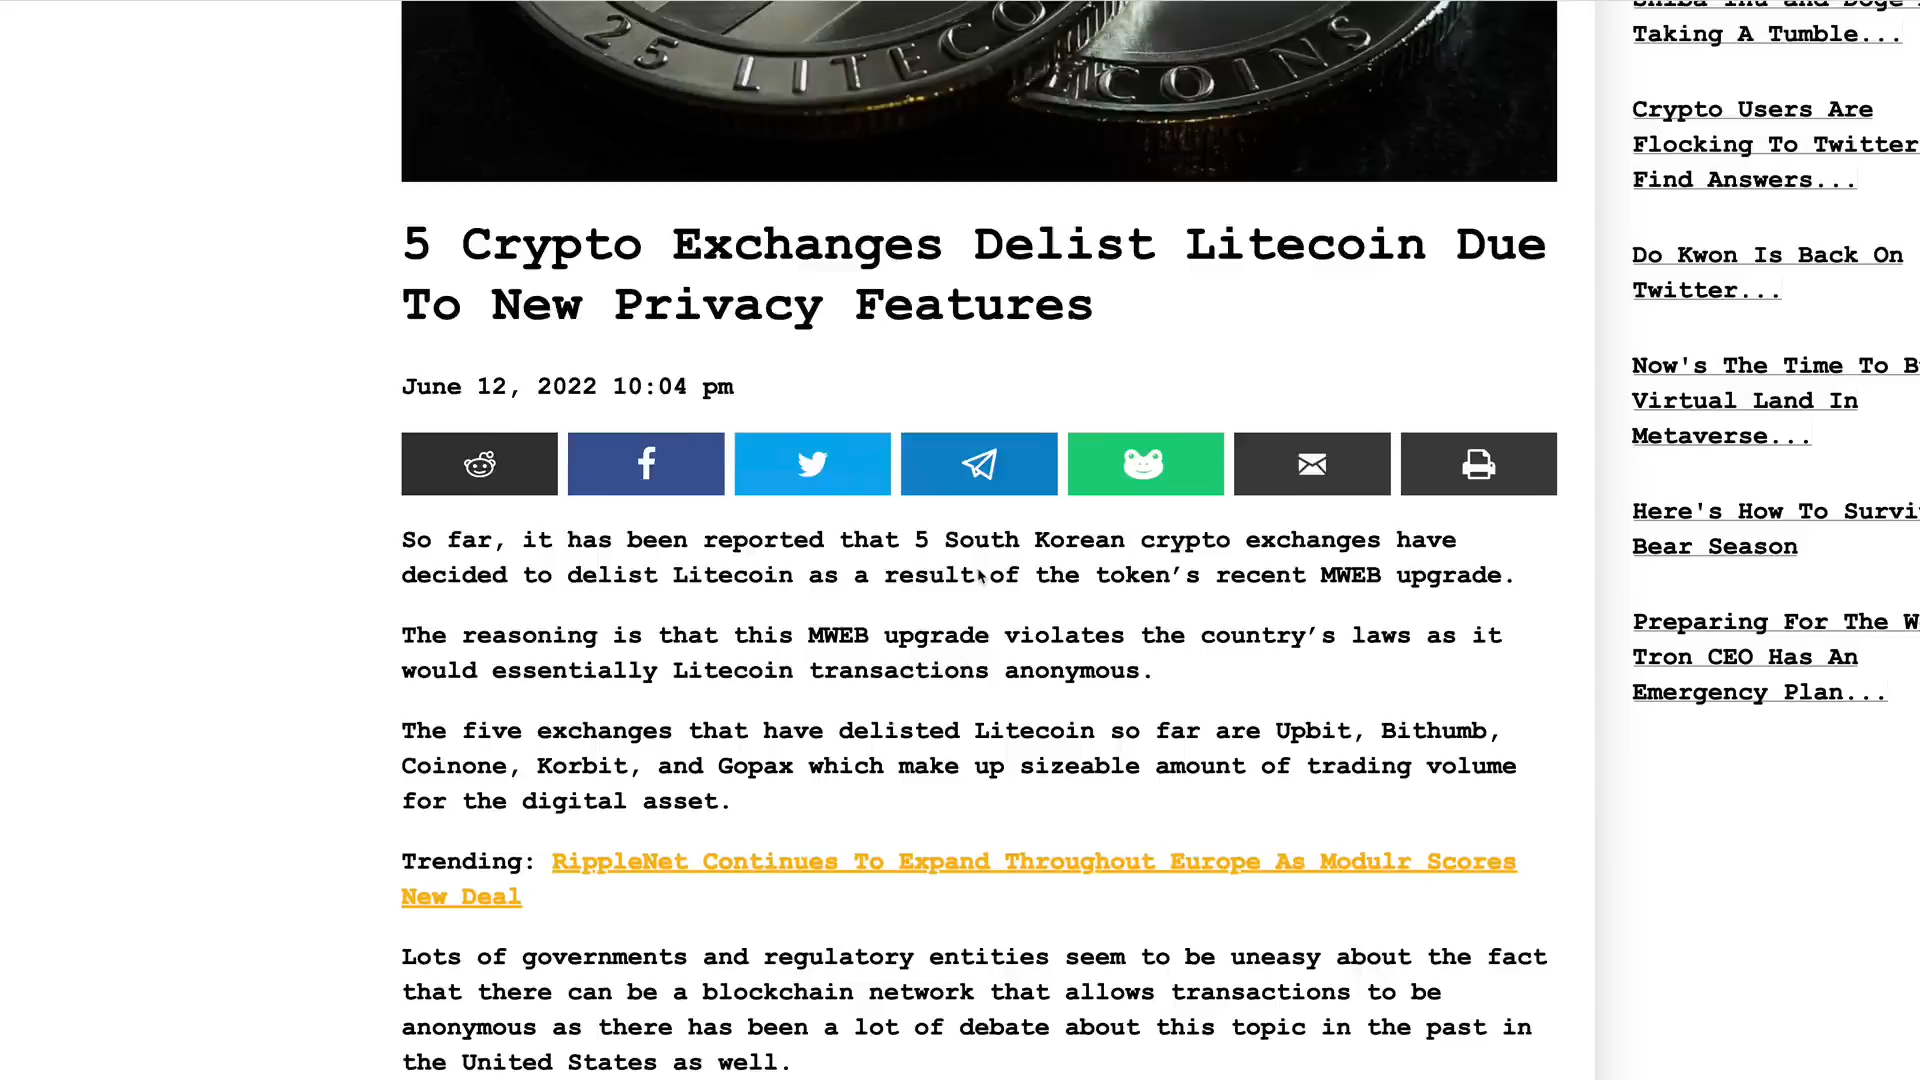 25 LITECO
COINS
5 Crypto Exchanges Delist Litecoin Due
To New Privacy Features
June 12, 2022 10:04 pm
So far, it has been reported that 5 South Korean crypto exchanges have
decided to delist Litecoin as a result of the token’s recent MWEB upgrade.
The reasoning is that this MWEB upgrade violates the country’s laws as it
would essentially Litecoin transactions anonymous.
The five exchanges that have delisted Litecoin so far are Upbit, Bithumb,
Coinone, Korbit, and Gopax which make up sizeable amount of trading volume
for the digital asset.
Trending: RippleNet Continues To Expand Throughout Europe As Modulr Scores
New Deal
Lots of governments and regulatory entities seem to be uneasy about the fact
that there can be a blockchain network that allows transactions to be
anonymous as there has been a lot of debate about this topic in the past in
the United States as well.
Shiba Inu and Doge
Taking A Tumble...
Crypto Users Are
Flocking To Twitter
Find Answers...
Do Kwon Is Back On
Twitter...
Now's The Time To B
Virtual Land In
Metaverse...
Here's How To Survi
Bear Season
Preparing For The W
Tron CEO Has An
Emergency Plan...